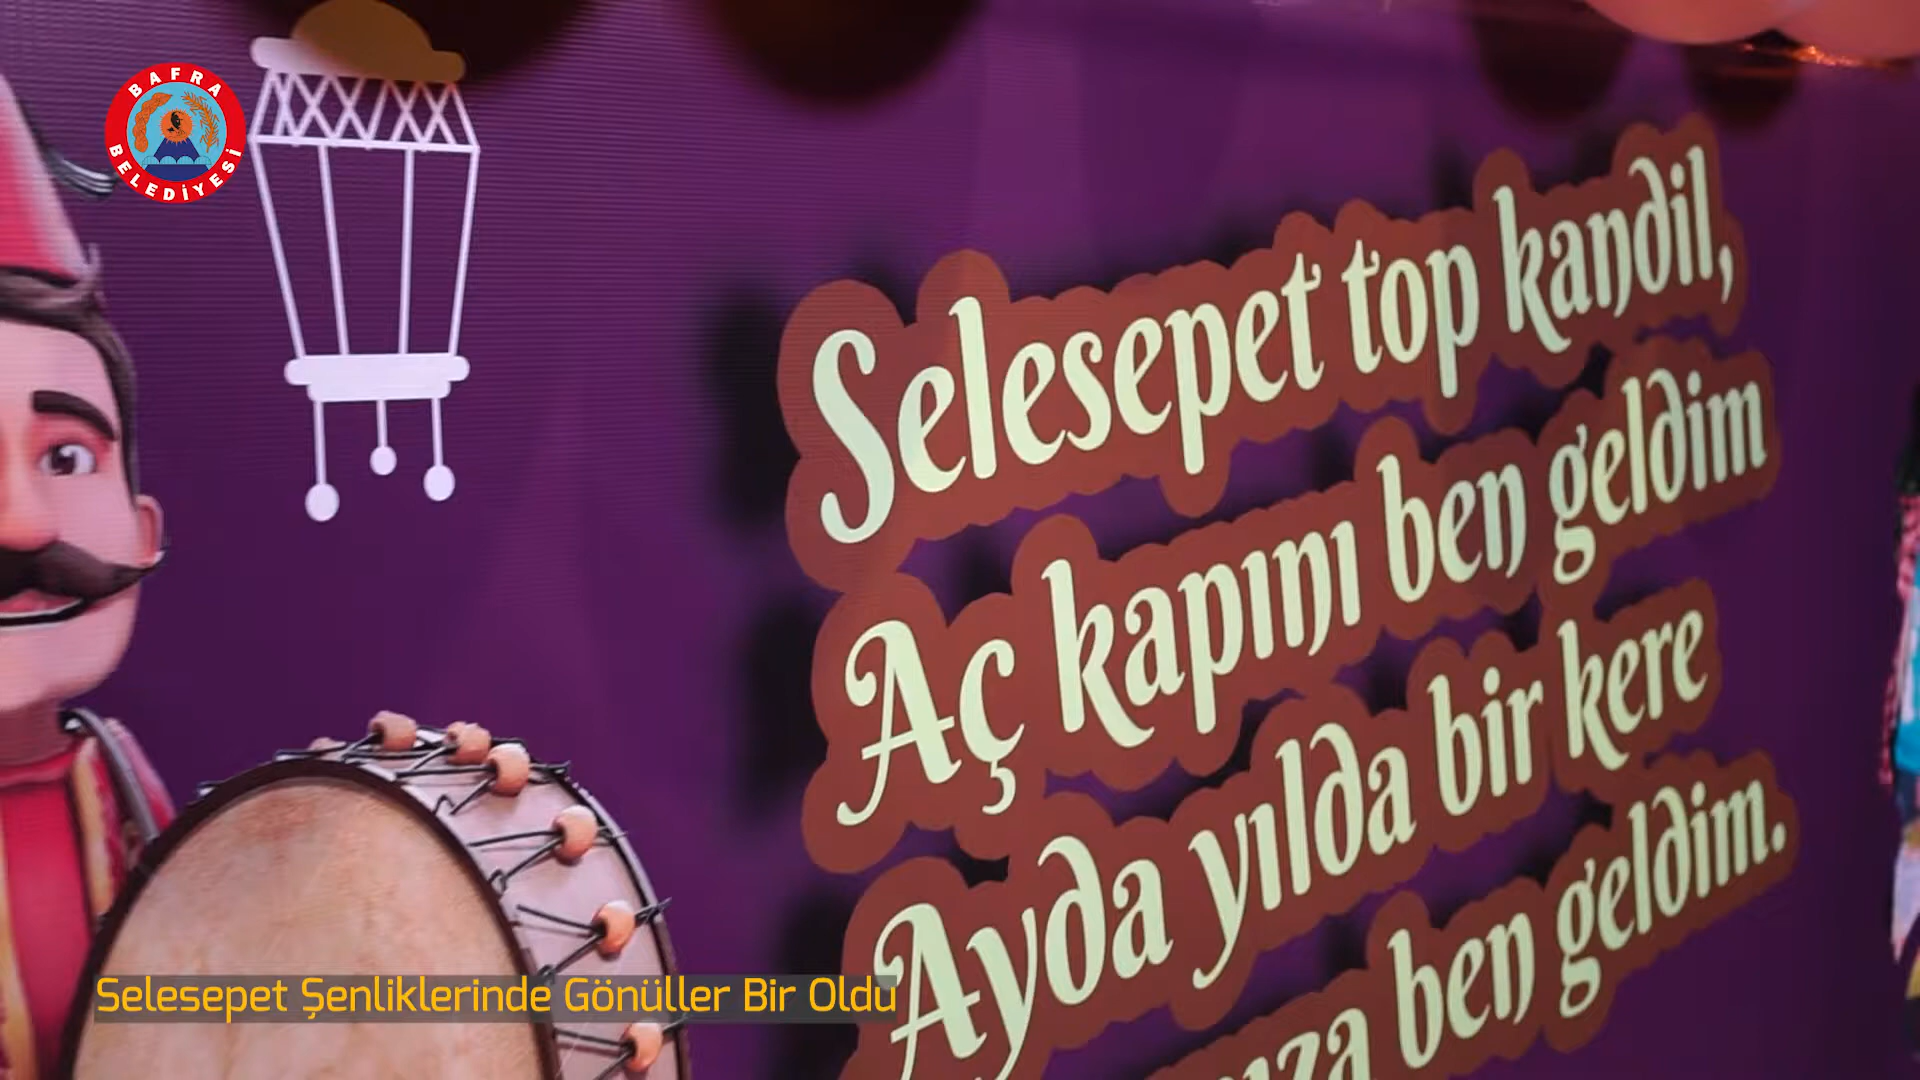 BAFRA
BELEDİYESİ
Selesepet top kandil,
Aç kapını ben geldim
Ayda yılda bir kere
ben geldim.
Selesepet Şenliklerinde Gönüller Bir Oldu